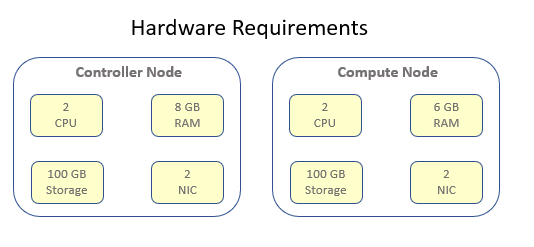 Hardware Requirements
Controller Node
2
CPU
8 GB
RAM
100 GB
Storage
2
NIC
Compute Node
2
CPU
6 GB
RAM
100 GB
Storage
2
NIC